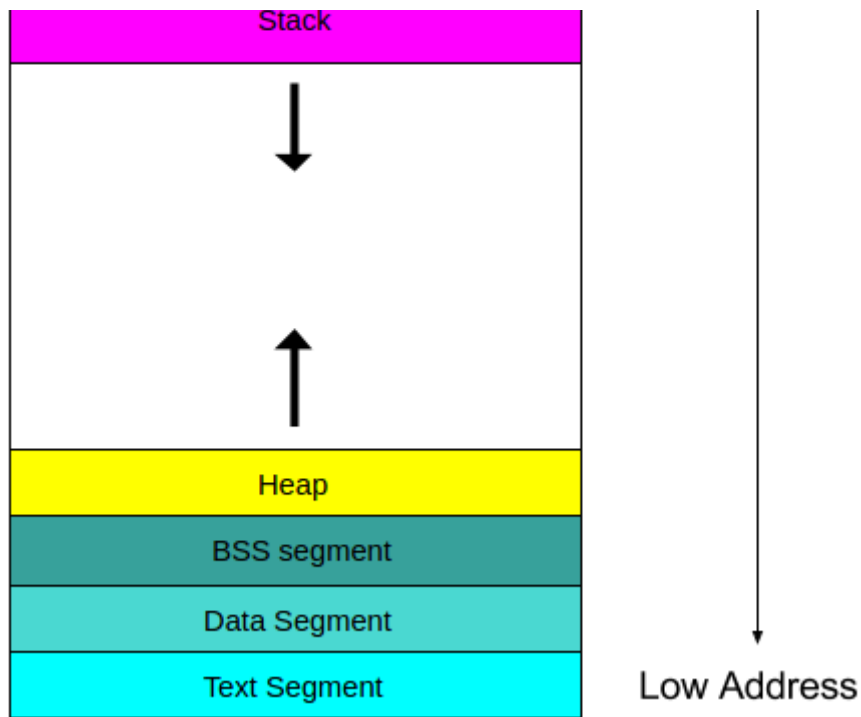 Stack
Heap
BSS segment
Data Segment
Text Segment
Low Address